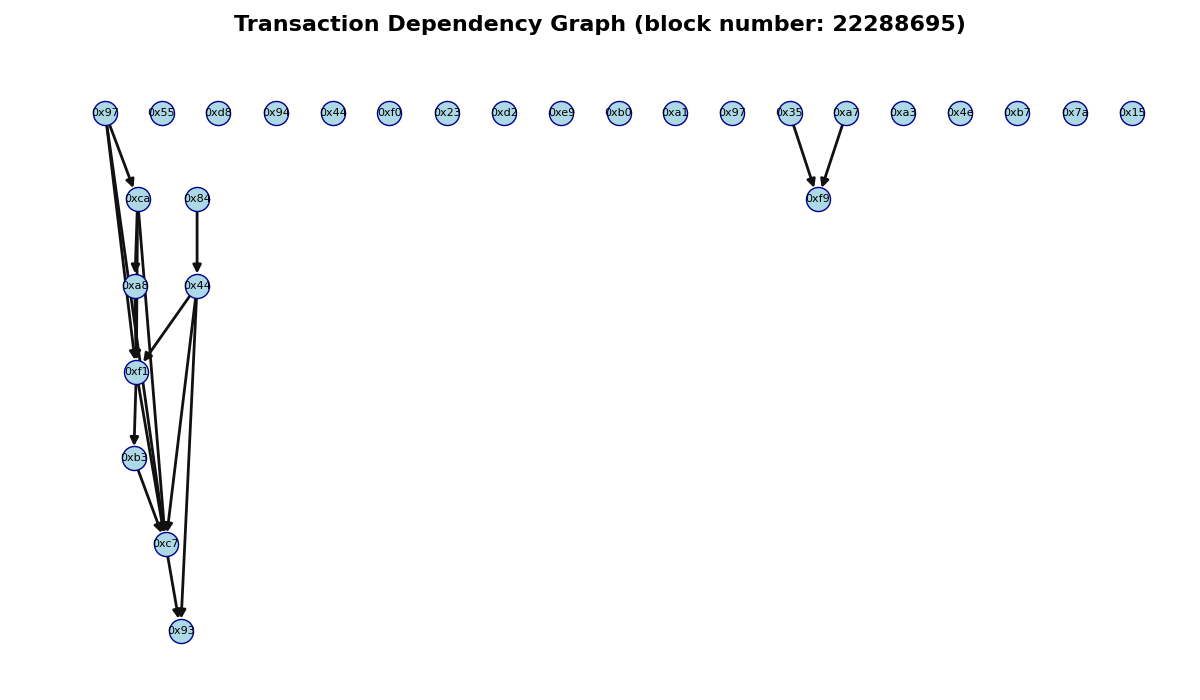 Transaction Dependency Graph (block number: 22288695)
0x97 0x55 0xd8 0x94 0x44 0xf0 0x23 0xd2 0xe9 0xb0 0xa1 0x97 0x35 0xa7 0xa3 0x4e 0xb7 0x7a 0x15
0xca 0x84 0xf9
0xa8 0x44
0xf1
0xb3
0xc7
0x93